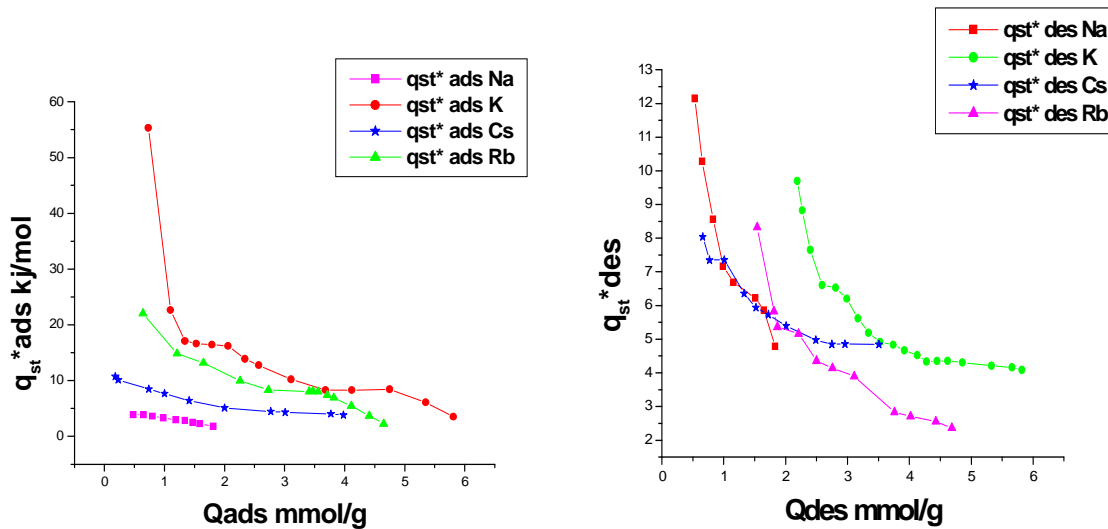 qst* ads Na
qst* ads K
qst* ads Cs
qst* ads Rb
60
50
40
30
20
10
0
q_st*ads kj/mol
0 1 2 3 4 5 6
Qads mmol/g
qst* des Na
qst* des K
qst* des Cs
qst* des Rb
13
12
11
10
9
8
7
6
5
4
3
2
q_st*des
0 1 2 3 4 5 6
Qdes mmol/g